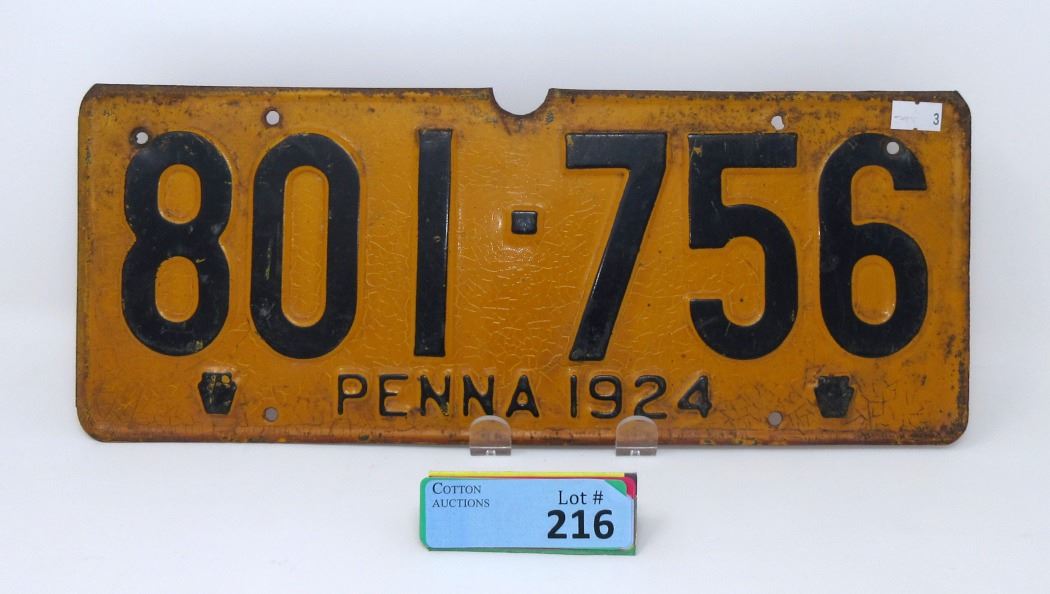 3
801-756
PENNA 1924
COTTON
AUCTIONS
Lot #
216